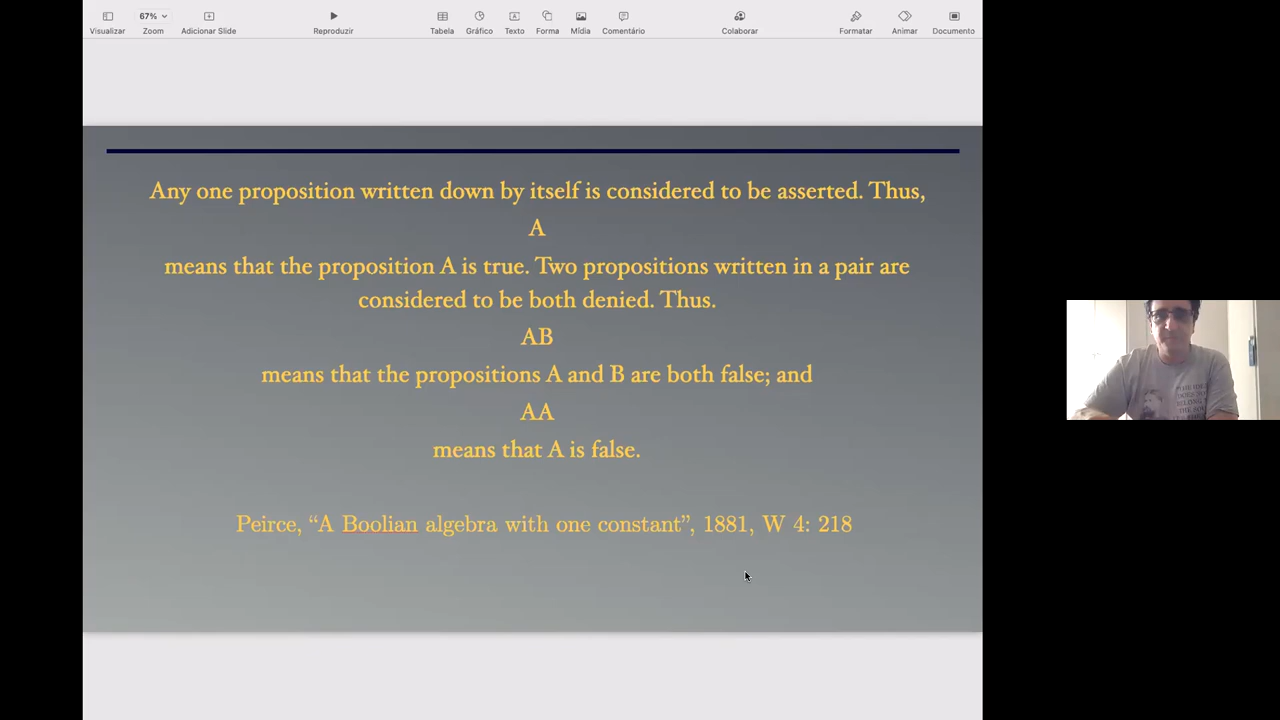 67%
Visualizar Zoom Adicionar Slide Reproduzir Tabela Gráfico Texto Forma Mídia Comentário Colaborar Formatar Animar Documento
Any one proposition written down by itself is considered to be asserted. Thus,
A
means that the proposition A is true. Two propositions written in a pair are
considered to be both denied. Thus.
AB
means that the propositions A and B are both false; and
AA
means that A is false.
Peirce, “A Boolian algebra with one constant”, 1881, W 4: 218